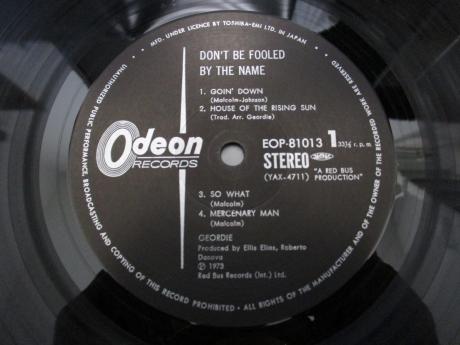 MFD. UNDER LICENCE BY TOSHIBA-EMI LTD. IN JAPAN
UNAUTHORIZED PUBLIC PERFORMANCE, BROADCASTING AND COPYING OF THIS RECORD PROHIBITED • ALL RIGHTS OF THE MANUFACTURER AND OF THE OWNER OF THE RECORDED WORK ARE RESERVED
DON'T BE FOOLED
BY THE NAME
1. GOIN' DOWN
(Malcolm-Johnson)
2. HOUSE OF THE RISING SUN
(Trad. Arr. Geordie)
Odeon
RECORDS
EOP-81013 1 33⅓ r. p. m
STEREO
(YAX-4711)
"A RED BUS
PRODUCTION"
3. SO WHAT
(Malcolm)
4. MERCENARY MAN
(Malcolm)
GEORDIE
Produced by Ellis Elins, Roberto
Danova
Ⓟ 1973
Red Bus Records (Int.) Ltd.